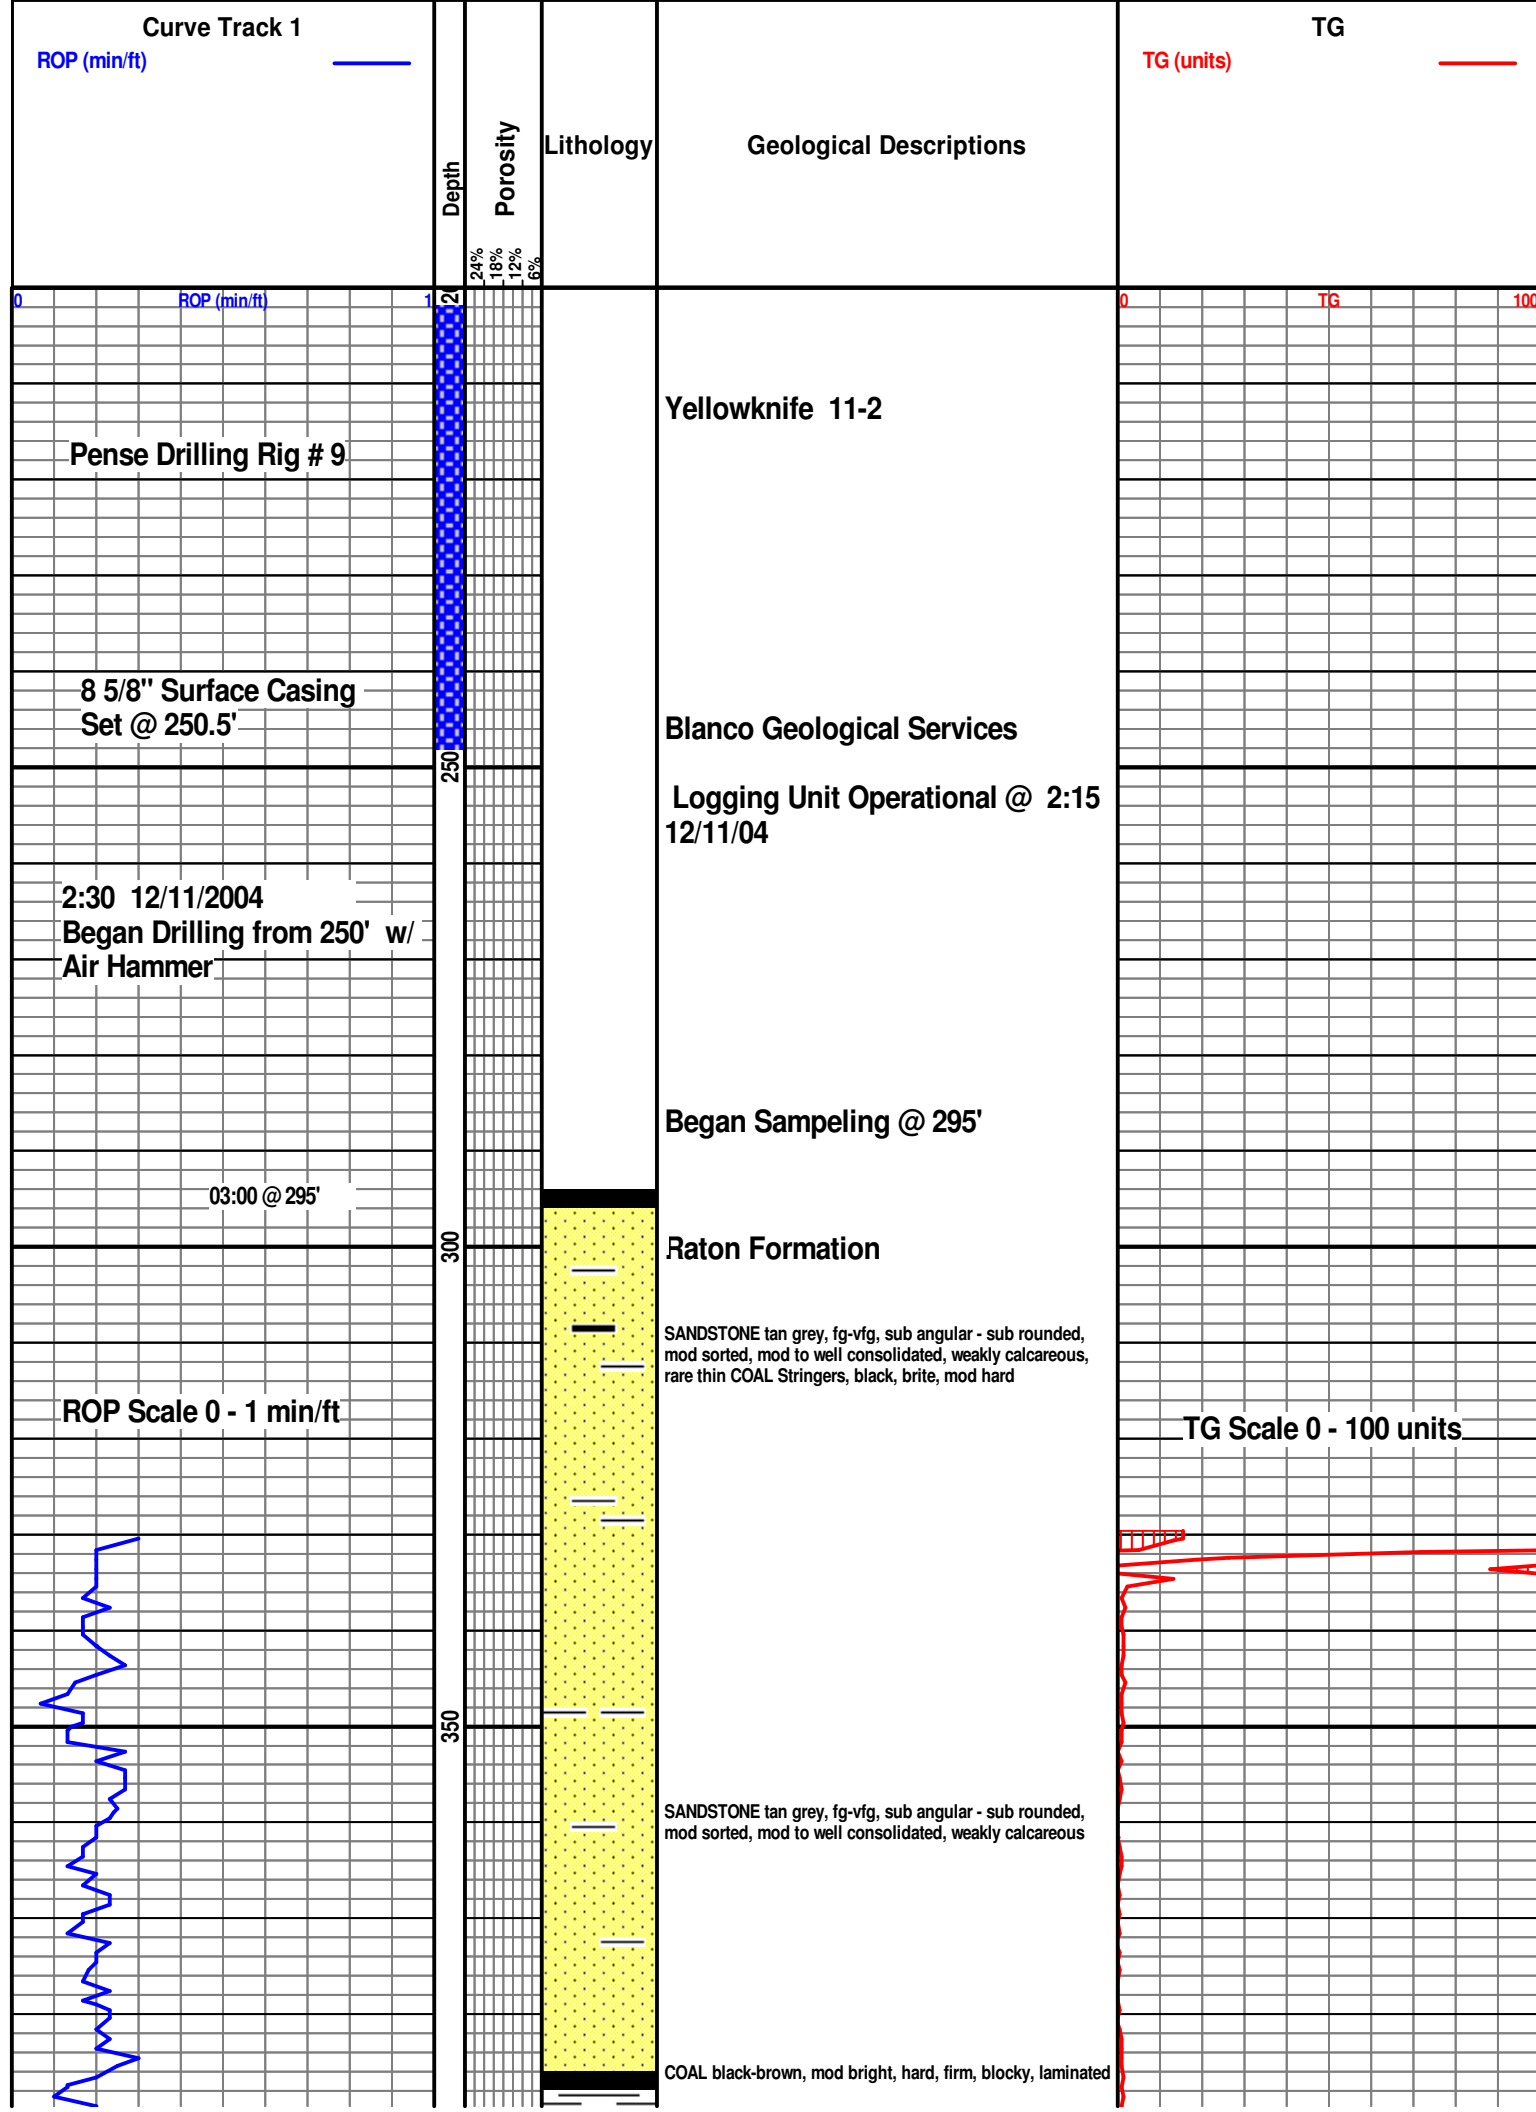 Curve Track 1
ROP (min/ft)
Depth
Porosity
24%
18%
12%
6%
Lithology
Geological Descriptions
TG
TG (units)
0
ROP (min/ft)
1
20
0
TG
100
Yellowknife 11-2
Pense Drilling Rig # 9
8 5/8" Surface Casing
Set @ 250.5'
Blanco Geological Services
250
Logging Unit Operational @ 2:15
12/11/04
2:30 12/11/2004
Began Drilling from 250' w/
Air Hammer
Began Sampeling @ 295'
03:00 @ 295'
300
Raton Formation
SANDSTONE tan grey, fg-vfg, sub angular - sub rounded,
mod sorted, mod to well consolidated, weakly calcareous,
rare thin COAL Stringers, black, brite, mod hard
ROP Scale 0 - 1 min/ft
TG Scale 0 - 100 units
350
SANDSTONE tan grey, fg-vfg, sub angular - sub rounded,
mod sorted, mod to well consolidated, weakly calcareous
COAL black-brown, mod bright, hard, firm, blocky, laminated